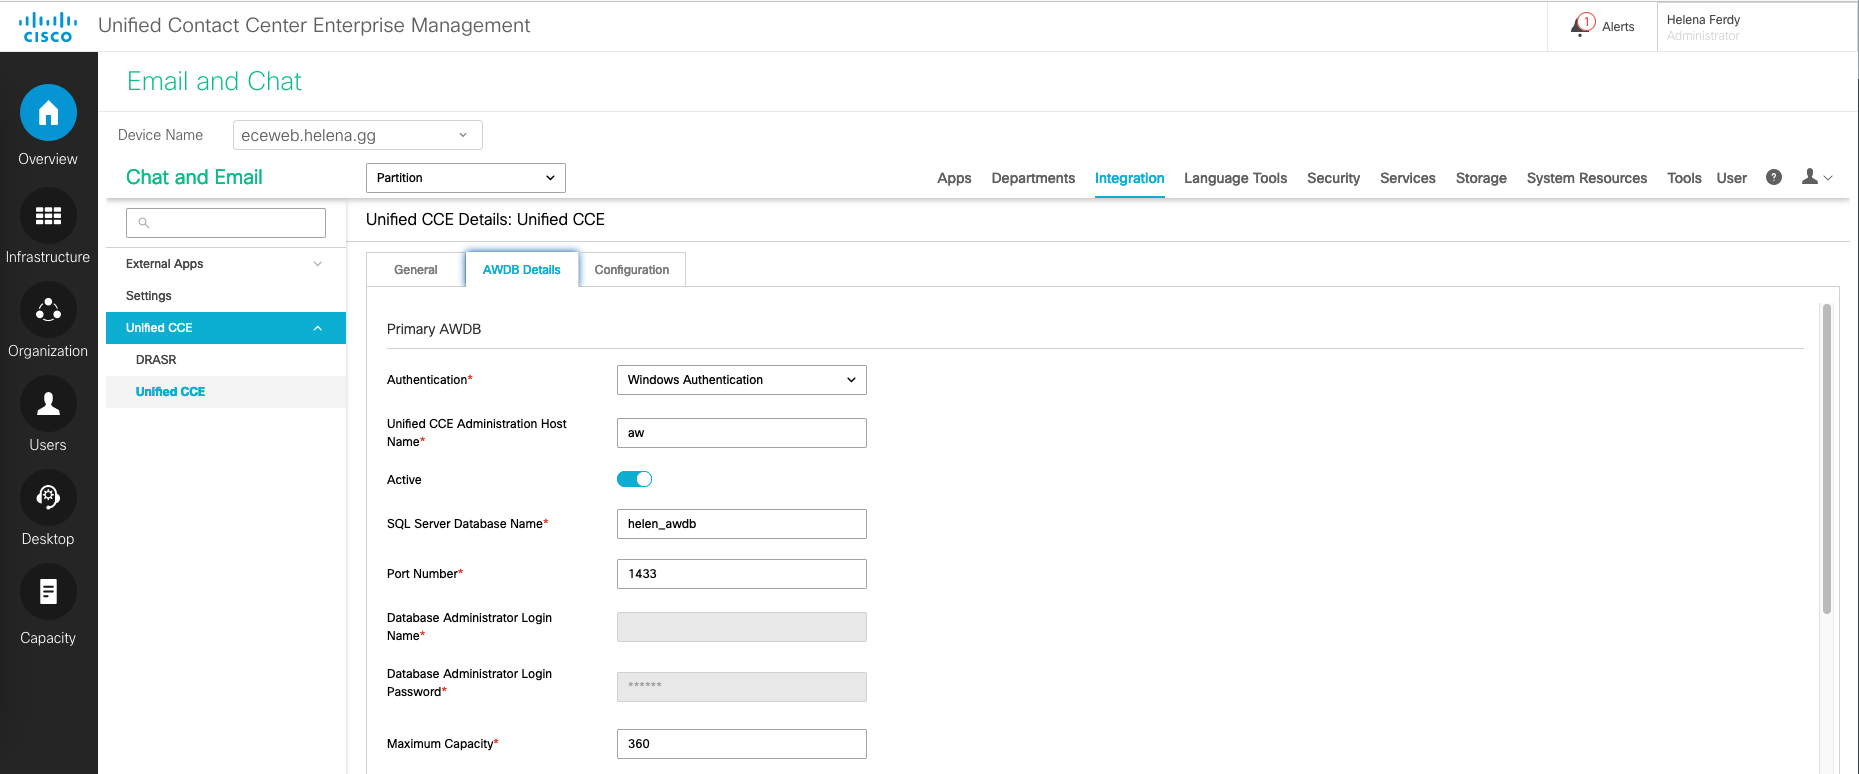 CISCO
Unified Contact Center Enterprise Management
1
Alerts
Helena Ferdy
Administrator
Overview
Infrastructure
Organization
Users
Desktop
Capacity
Email and Chat
Device Name
eceweb.helena.gg
Chat and Email
Partition
Apps Departments Integration Language Tools Security Services Storage System Resources Tools User ?
External Apps
Settings
Unified CCE
DRASR
Unified CCE
Unified CCE Details: Unified CCE
General AWDB Details Configuration
Primary AWDB
Authentication* Windows Authentication
Unified CCE Administration Host
Name* aw
Active
SQL Server Database Name* helen_awdb
Port Number* 1433
Database Administrator Login
Name*
Database Administrator Login
Password* ******
Maximum Capacity* 360